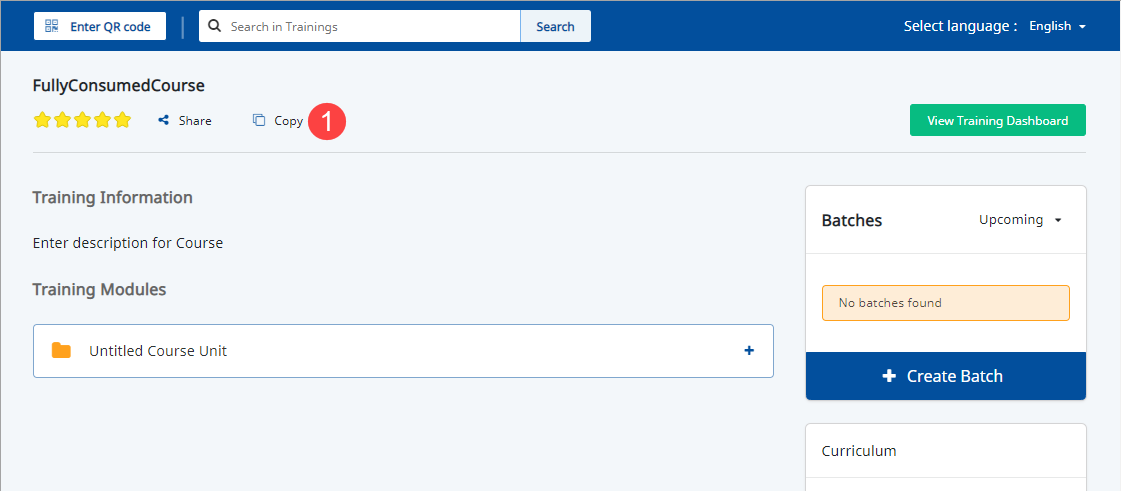 Enter QR code
Search in Trainings
Search
Select language :
English
FullyConsumedCourse
Share
Copy
1
View Training Dashboard
Training Information
Batches
Upcoming
Enter description for Course
Training Modules
No batches found
Untitled Course Unit
+
+ Create Batch
Curriculum